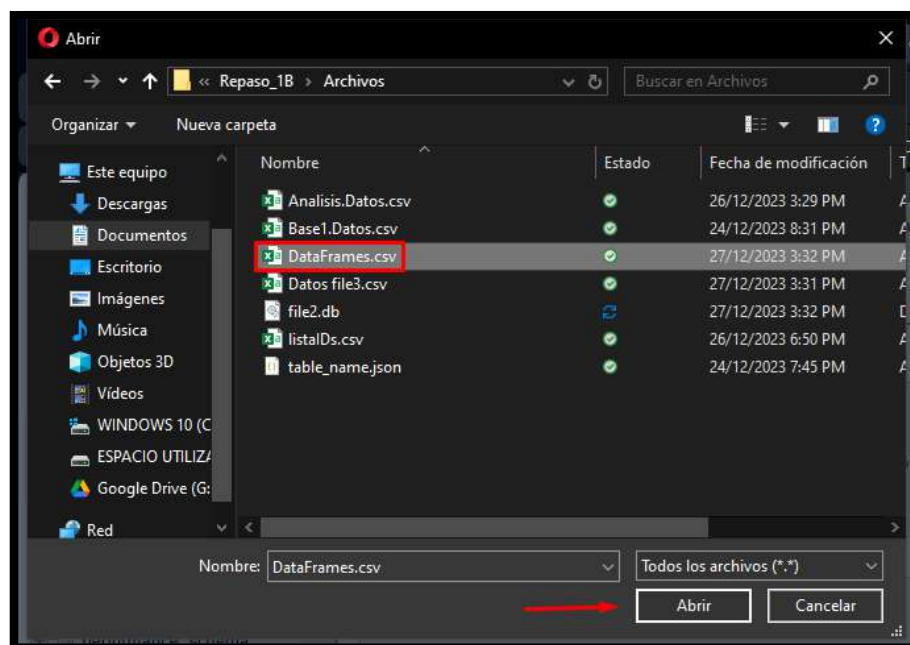 Abrir
« Repaso_1B > Archivos
Buscar en Archivos
Organizar
Nueva carpeta
Nombre
Estado
Fecha de modificación
Este equipo
Descargas
Documentos
Escritorio
Imágenes
Música
Objetos 3D
Vídeos
WINDOWS 10 (C
ESPACIO UTILIZA
Google Drive (G:
Red
Analisis.Datos.csv 26/12/2023 3:29 PM
Base1.Datos.csv 24/12/2023 8:31 PM
DataFrames.csv 27/12/2023 3:32 PM
Datos file3.csv 27/12/2023 3:31 PM
file2.db 27/12/2023 3:32 PM
listaIDs.csv 26/12/2023 6:50 PM
table_name.json 24/12/2023 7:45 PM
Nombre: DataFrames.csv
Todos los archivos (*.*)
Abrir
Cancelar